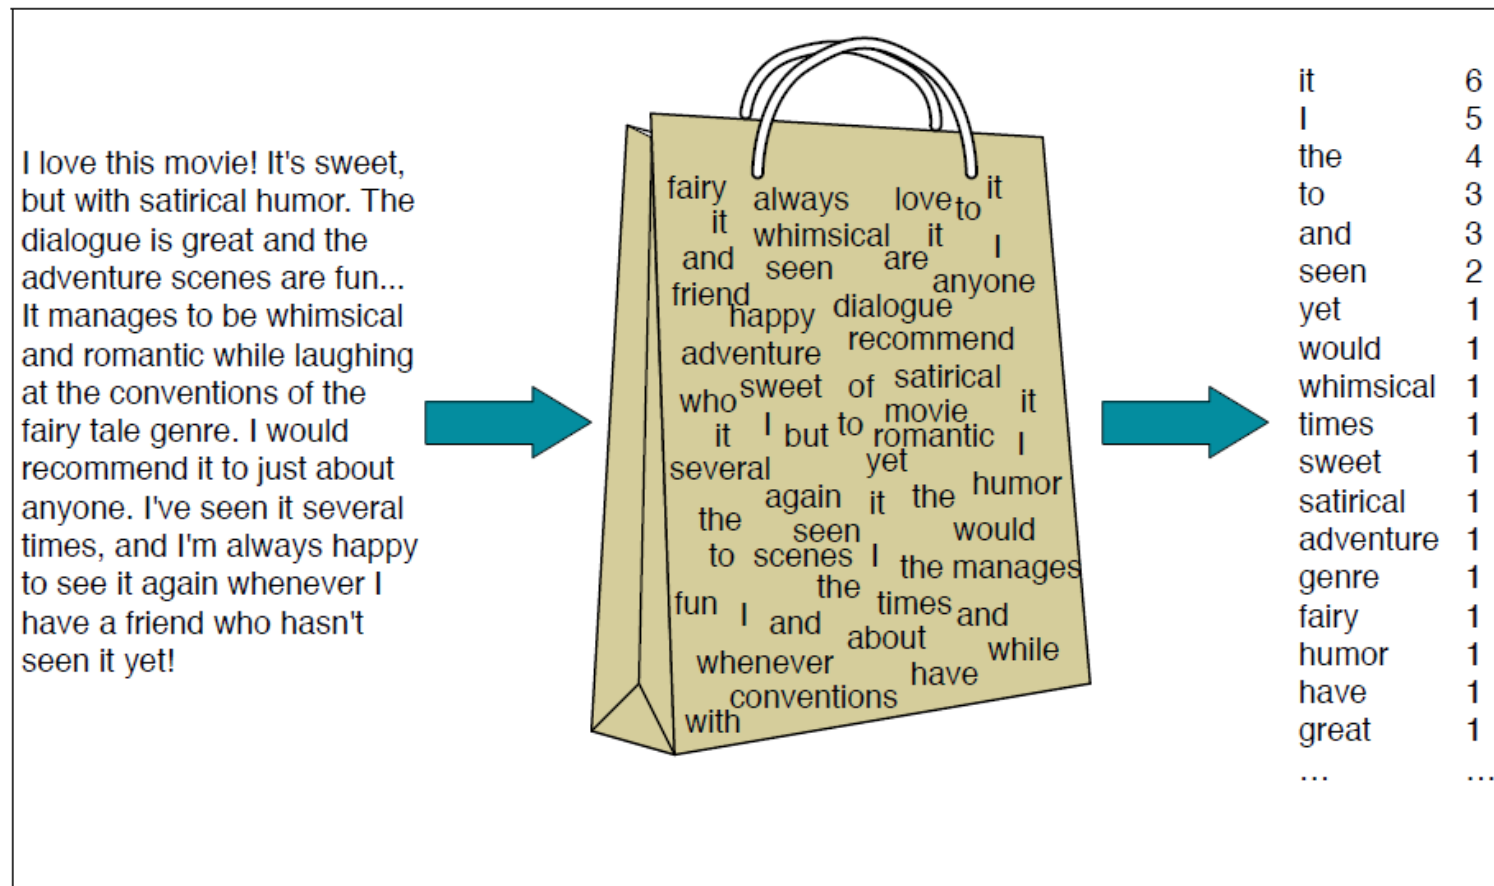 I love this movie! It's sweet,
but with satirical humor. The
dialogue is great and the
adventure scenes are fun...
It manages to be whimsical
and romantic while laughing
at the conventions of the
fairy tale genre. I would
recommend it to just about
anyone. I've seen it several
times, and I'm always happy
to see it again whenever I
have a friend who hasn't
seen it yet!
fairy always love to it
it whimsical it I
and seen are anyone
friend happy dialogue
adventure recommend
who sweet of satirical
it I but to movie it
romantic I
several yet
again it the humor
the seen would
to scenes I the manages
fun I the times and
and about while
whenever have
conventions
with
it 6
I 5
the 4
to 3
and 3
seen 2
yet 1
would 1
whimsical 1
times 1
sweet 1
satirical 1
adventure 1
genre 1
fairy 1
humor 1
have 1
great 1
... ...